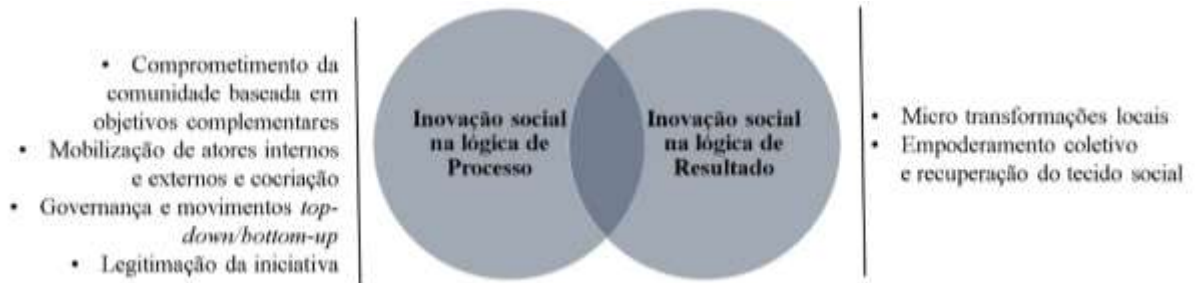 • Comprometimento da
comunidade baseada em
objetivos complementares
• Mobilização de atores internos
e externos e cocriação
• Governança e movimentos top-
down/bottom-up
• Legitimação da iniciativa
Inovação social
na lógica de
Processo
Inovação social
na lógica de
Resultado
• Micro transformações locais
• Empoderamento coletivo
e recuperação do tecido social